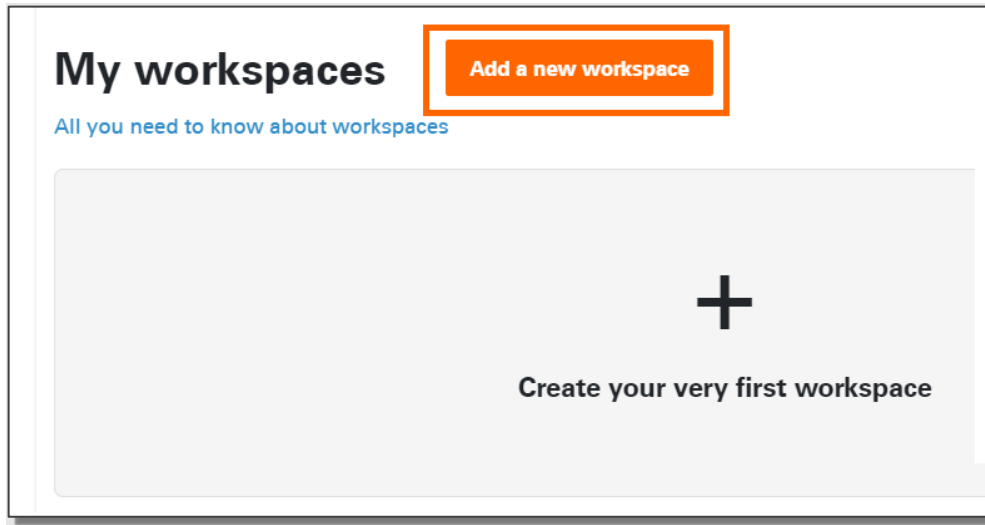 My workspaces
Add a new workspace
All you need to know about workspaces
Create your very first workspace